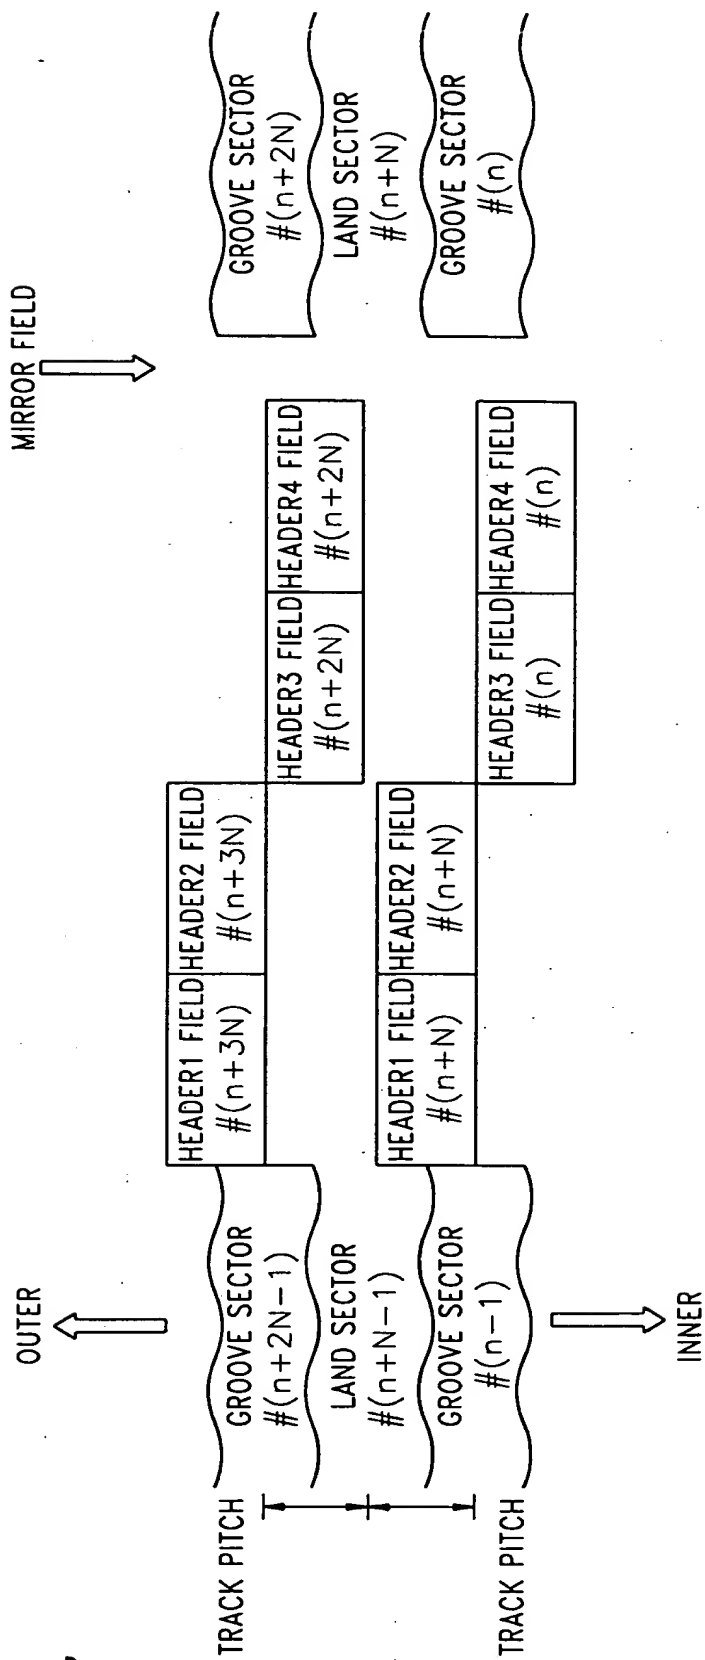 MIRROR FIELD
OUTER
HEADER1 FIELD
#(n+3N)
HEADER2 FIELD
#(n+3N)
TRACK PITCH
GROOVE SECTOR
#(n+2N-1)
HEADER3 FIELD
#(n+2N)
HEADER4 FIELD
#(n+2N)
GROOVE SECTOR
#(n+2N)
LAND SECTOR
#(n+N-1)
LAND SECTOR
#(n+N)
HEADER1 FIELD
#(n+N)
HEADER2 FIELD
#(n+N)
GROOVE SECTOR
#(n-1)
GROOVE SECTOR
#(n)
TRACK PITCH
HEADER3 FIELD
#(n)
HEADER4 FIELD
#(n)
INNER